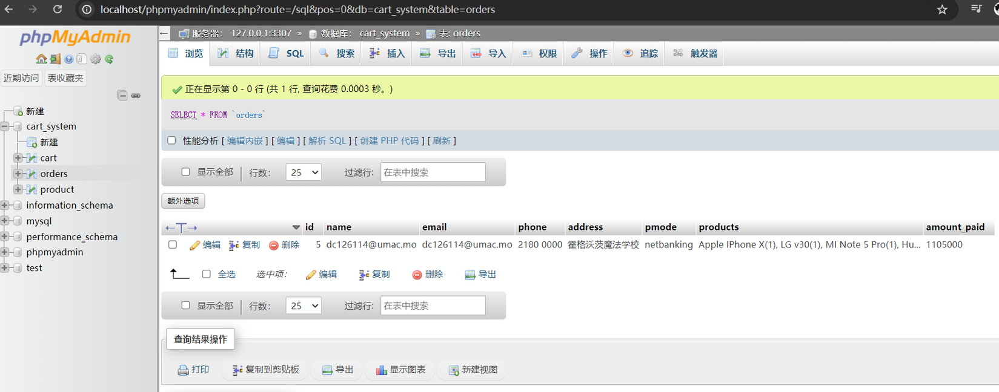 localhost/phpmyadmin/index.php?route=/sql&pos=0&db=cart_system&table=orders
phpMyAdmin
近期访问 表收藏夹
新建
cart_system
新建
cart
orders
product
information_schema
mysql
performance_schema
phpmyadmin
test
服务器: 127.0.0.1:3307 » 数据库: cart_system » 表: orders
浏览 结构 SQL 搜索 插入 导出 导入 权限 操作 追踪 触发器
正在显示第 0 - 0 行 (共 1 行, 查询花费 0.0003 秒。)
SELECT * FROM `orders`
性能分析 [ 编辑内嵌 ] [ 编辑 ] [ 解析 SQL ] [ 创建 PHP 代码 ] [ 刷新 ]
显示全部 | 行数: 25 过滤行: 在表中搜索
额外选项
←T→ id name email phone address pmode products amount_paid
编辑 复制 删除 5 dc126114@umac.mo dc126114@umac.mo 2180 0000 霍格沃茨魔法学校 netbanking Apple IPhone X(1), LG v30(1), MI Note 5 Pro(1), Hu... 1105000
全选 选中项: 编辑 复制 删除 导出
显示全部 | 行数: 25 过滤行: 在表中搜索
查询结果操作
打印 复制到剪贴板 导出 显示图表 新建视图